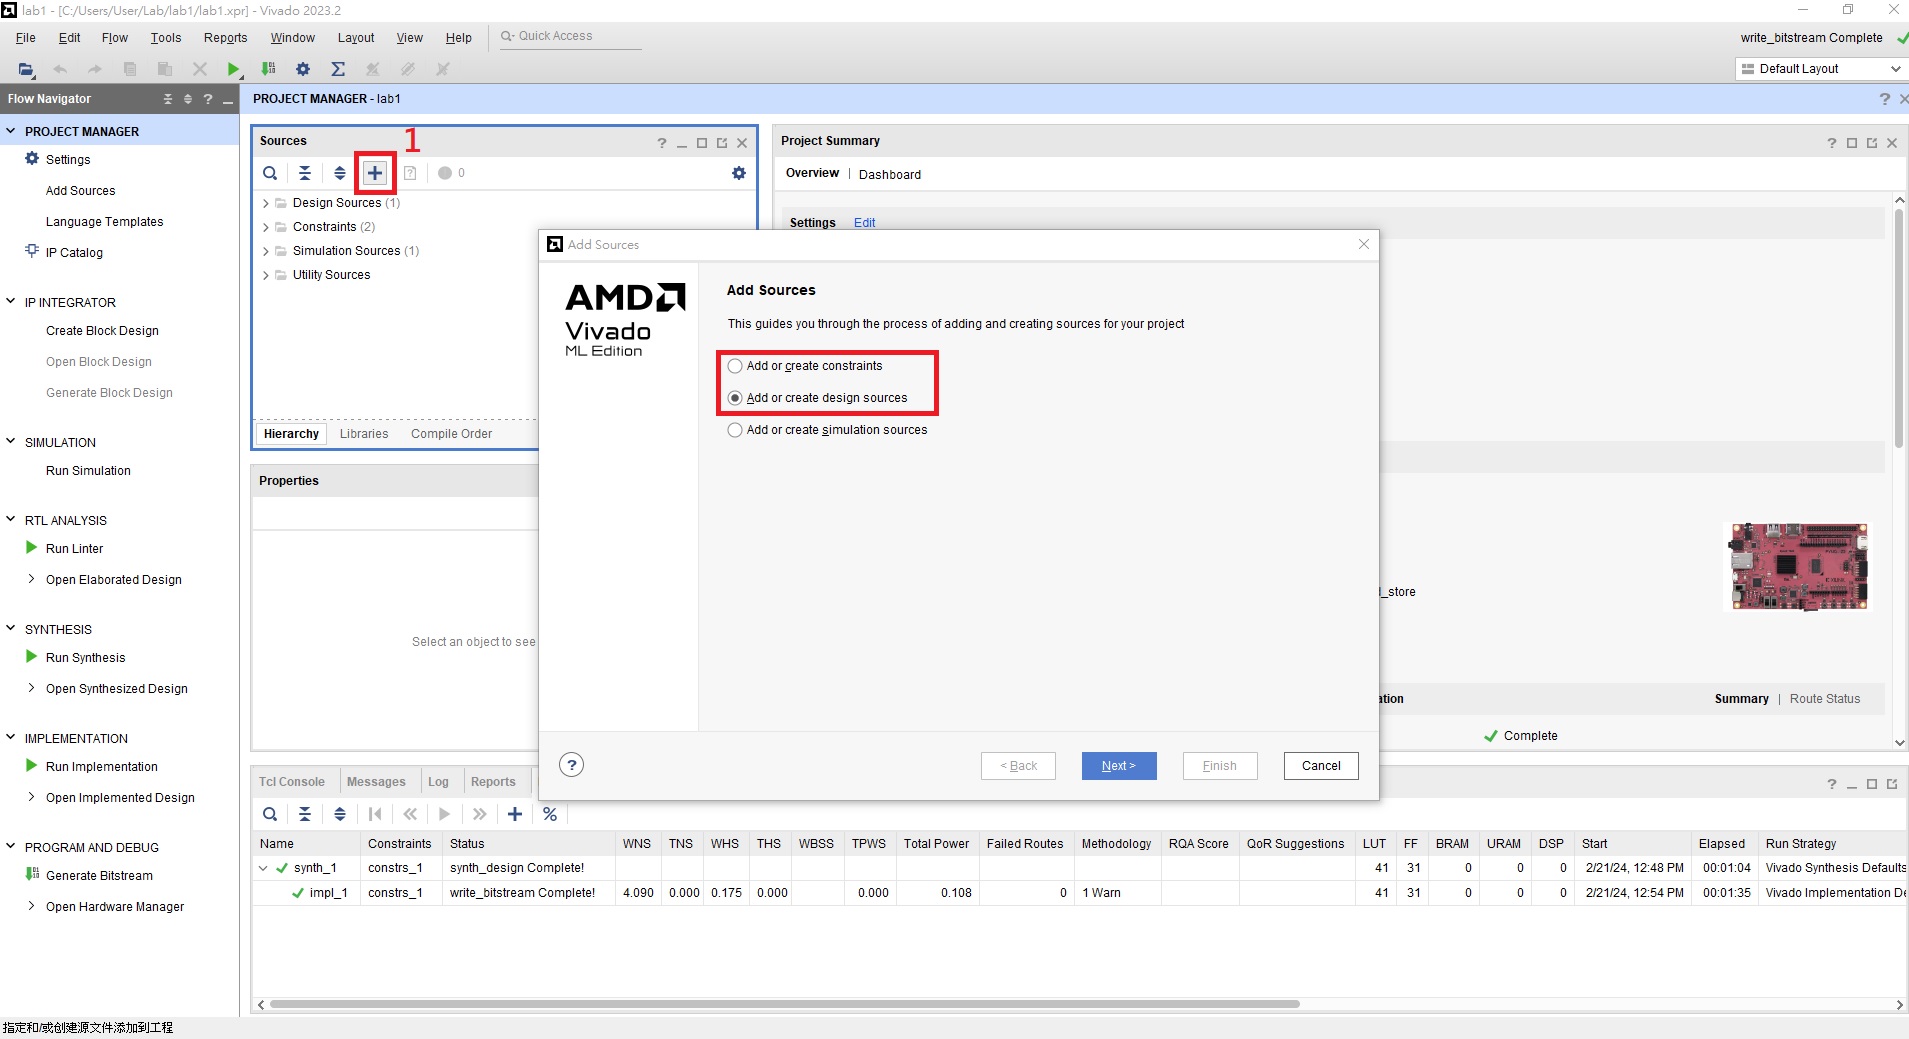 lab1 - [C:/Users/User/Lab/lab1/lab1.xpr] - Vivado 2023.2
File Edit Flow Tools Reports Window Layout View Help Quick Access
write_bitstream Complete
Default Layout
Flow Navigator
PROJECT MANAGER
Settings
Add Sources
Language Templates
IP Catalog
IP INTEGRATOR
Create Block Design
Open Block Design
Generate Block Design
SIMULATION
Run Simulation
RTL ANALYSIS
Run Linter
Open Elaborated Design
SYNTHESIS
Run Synthesis
Open Synthesized Design
IMPLEMENTATION
Run Implementation
Open Implemented Design
PROGRAM AND DEBUG
Generate Bitstream
Open Hardware Manager
PROJECT MANAGER - lab1
Sources
1
0
Design Sources (1)
Constraints (2)
Simulation Sources (1)
Utility Sources
Hierarchy Libraries Compile Order
Properties
Select an object to see
Project Summary
Overview | Dashboard
Settings Edit
_store
ation
Summary | Route Status
Complete
Add Sources
AMD
Vivado
ML Edition
Add Sources
This guides you through the process of adding and creating sources for your project
Add or create constraints
Add or create design sources
Add or create simulation sources
? < Back Next > Finish Cancel
Tcl Console Messages Log Reports
Name Constraints Status WNS TNS WHS THS WBSS TPWS Total Power Failed Routes Methodology RQA Score QoR Suggestions LUT FF BRAM URAM DSP Start Elapsed Run Strategy
synth_1 constrs_1 synth_design Complete! 41 31 0 0 0 2/21/24, 12:48 PM 00:01:04 Vivado Synthesis Defaults
impl_1 constrs_1 write_bitstream Complete! 4.090 0.000 0.175 0.000 0.000 0.108 0 1 Warn 41 31 0 0 0 2/21/24, 12:54 PM 00:01:35 Vivado Implementation De
指定和/或创建源文件添加到工程